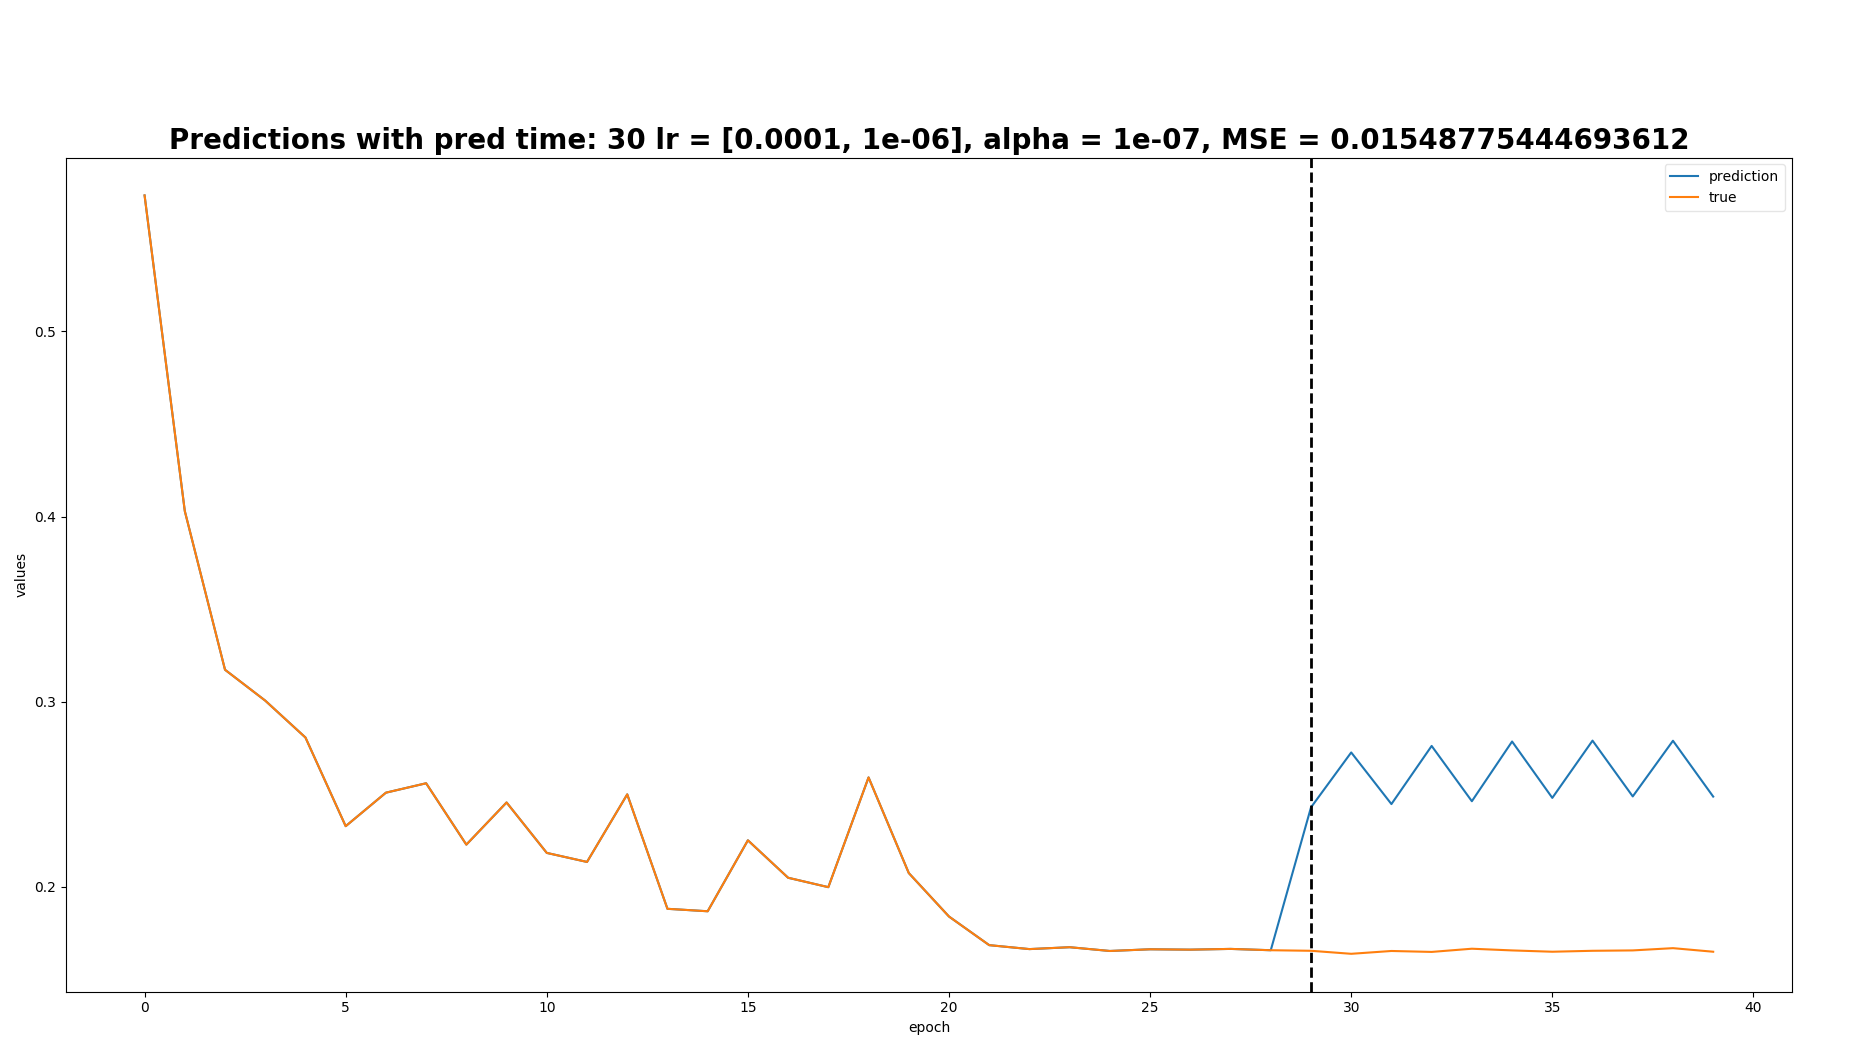 Predictions with pred time: 30 lr = [0.0001, 1e-06], alpha = 1e-07, MSE = 0.01548775444693612
prediction
true
0.5
0.4
0.3
0.2
values
0 5 10 15 20 25 30 35 40
epoch